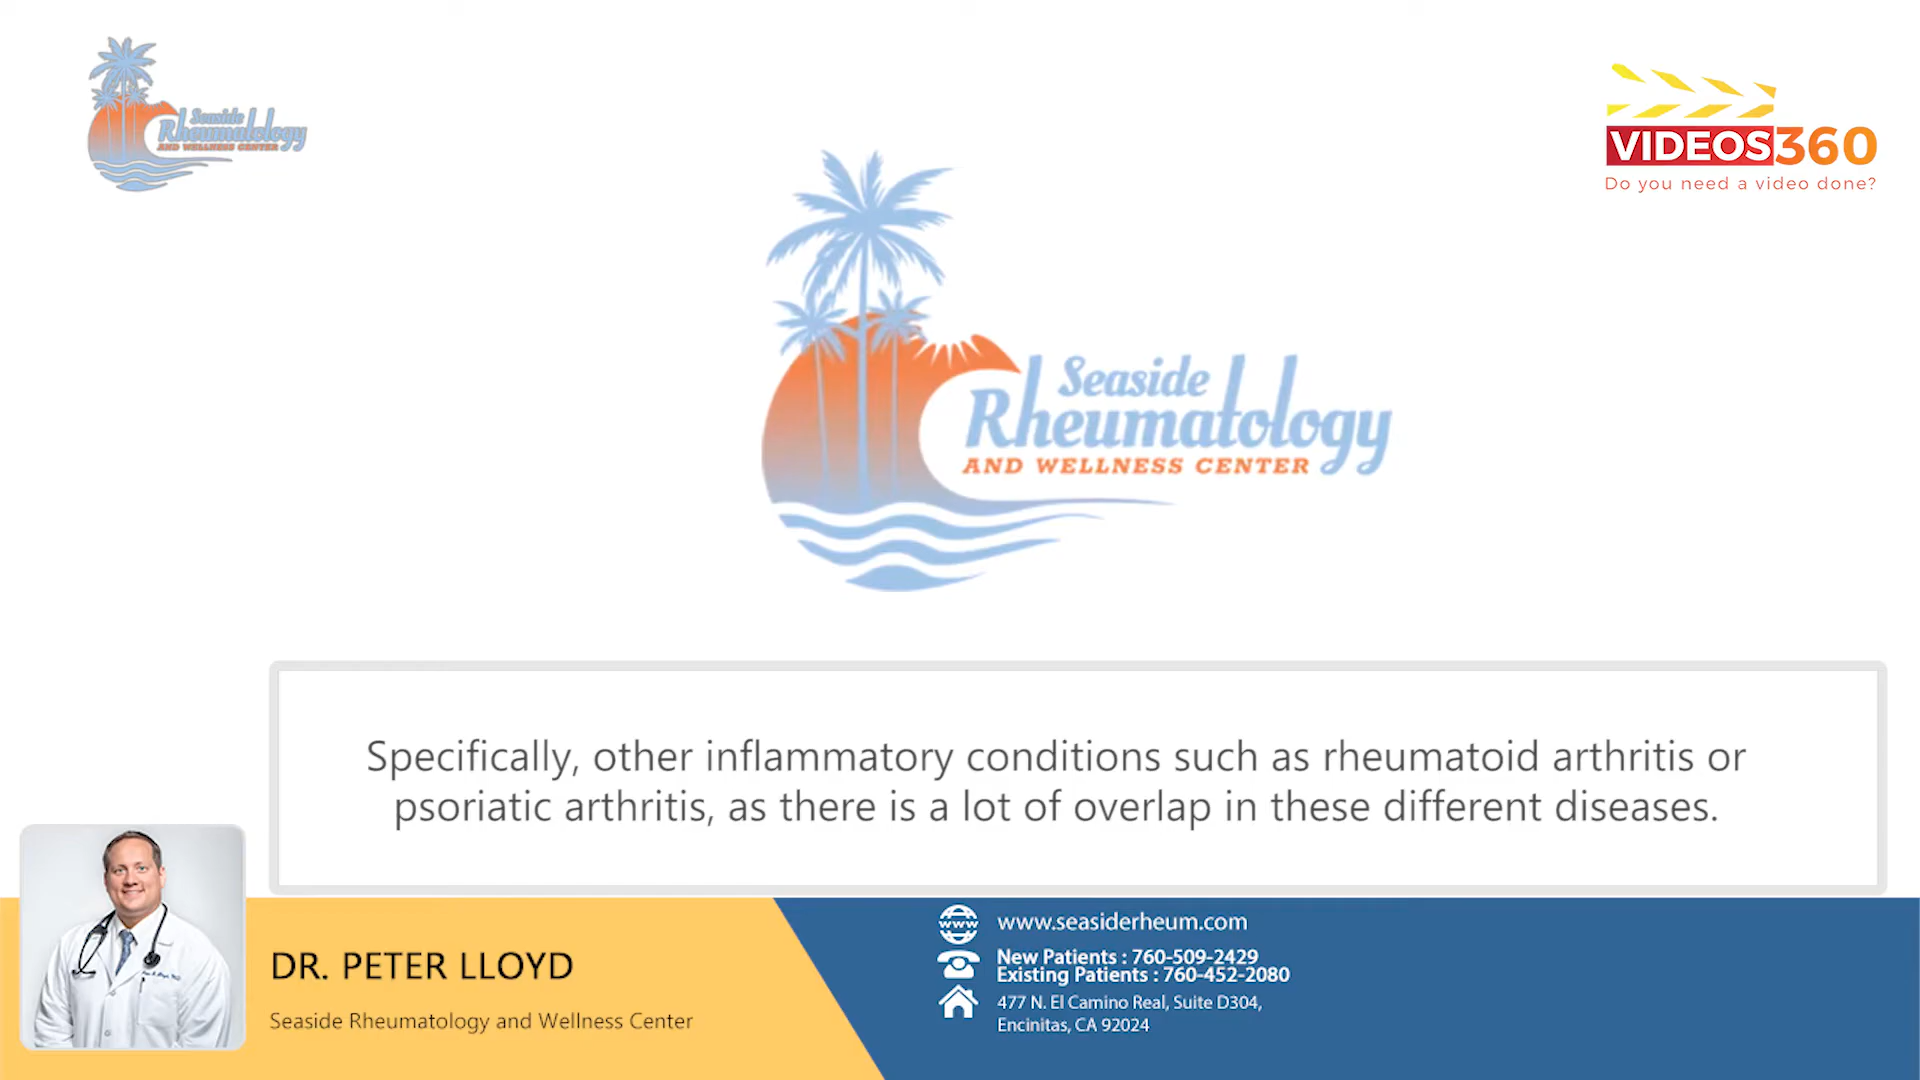 Seaside
Rheumatology
AND WELLNESS CENTER
VIDEOS360
Do you need a video done?
Seaside
Rheumatology
AND WELLNESS CENTER
Specifically, other inflammatory conditions such as rheumatoid arthritis or
psoriatic arthritis, as there is a lot of overlap in these different diseases.
DR. PETER LLOYD
Seaside Rheumatology and Wellness Center
www
www.seasiderheum.com
New Patients : 760-509-2429
Existing Patients : 760-452-2080
477 N. El Camino Real, Suite D304,
Encinitas, CA 92024